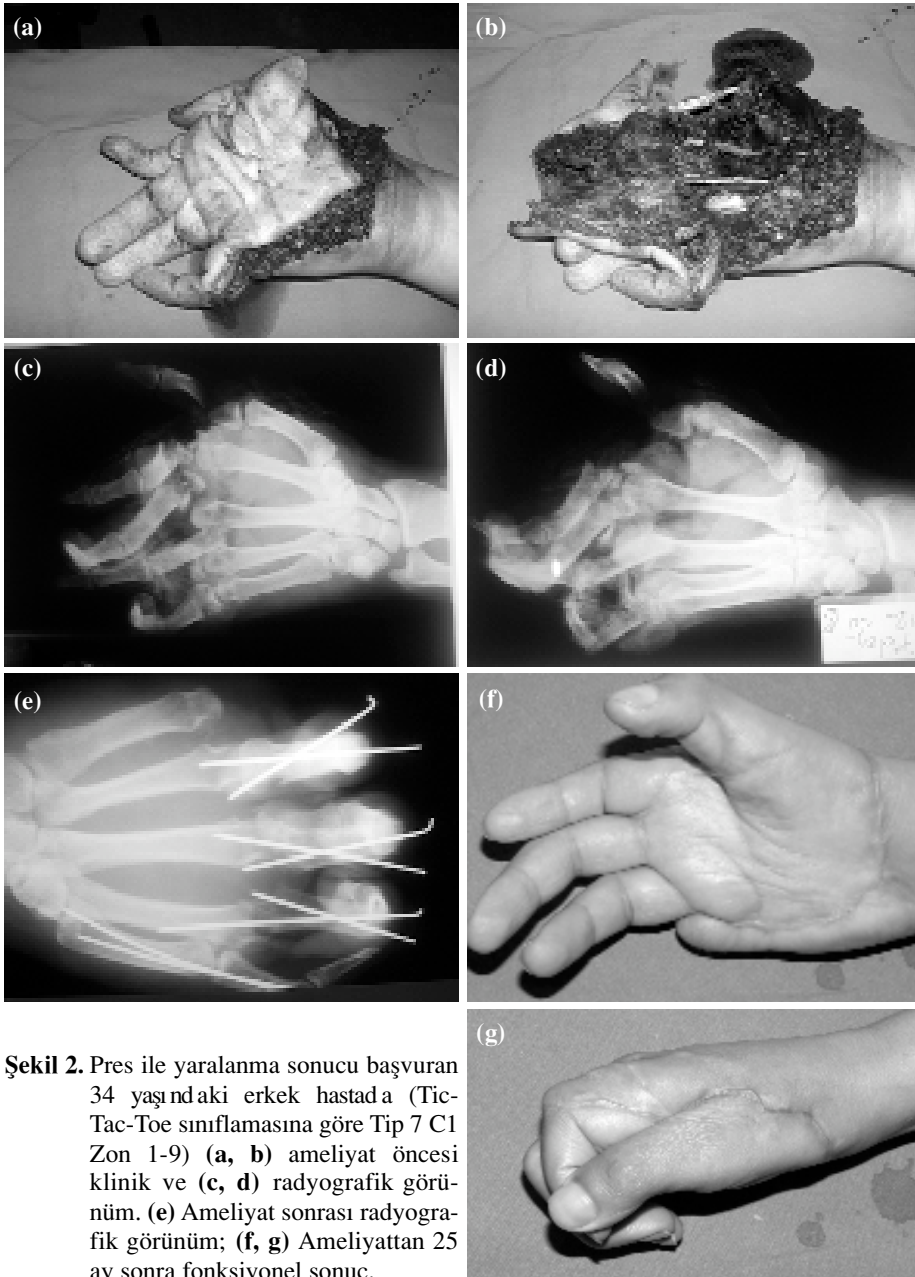 (a)
(b)
(c)
(d)
(e)
(f)
(g)
Şekil 2. Pres ile yaralanma sonucu başvuran
34 yaşındaki erkek hastada (Tic-
Tac-Toe sınıflamasına göre Tip 7 C1
Zon 1-9) (a, b) ameliyat öncesi
klinik ve (c, d) radyografik görü-
nüm. (e) Ameliyat sonrası radyogra-
fik görünüm; (f, g) Ameliyattan 25
ay sonra fonksiyonel sonuç.